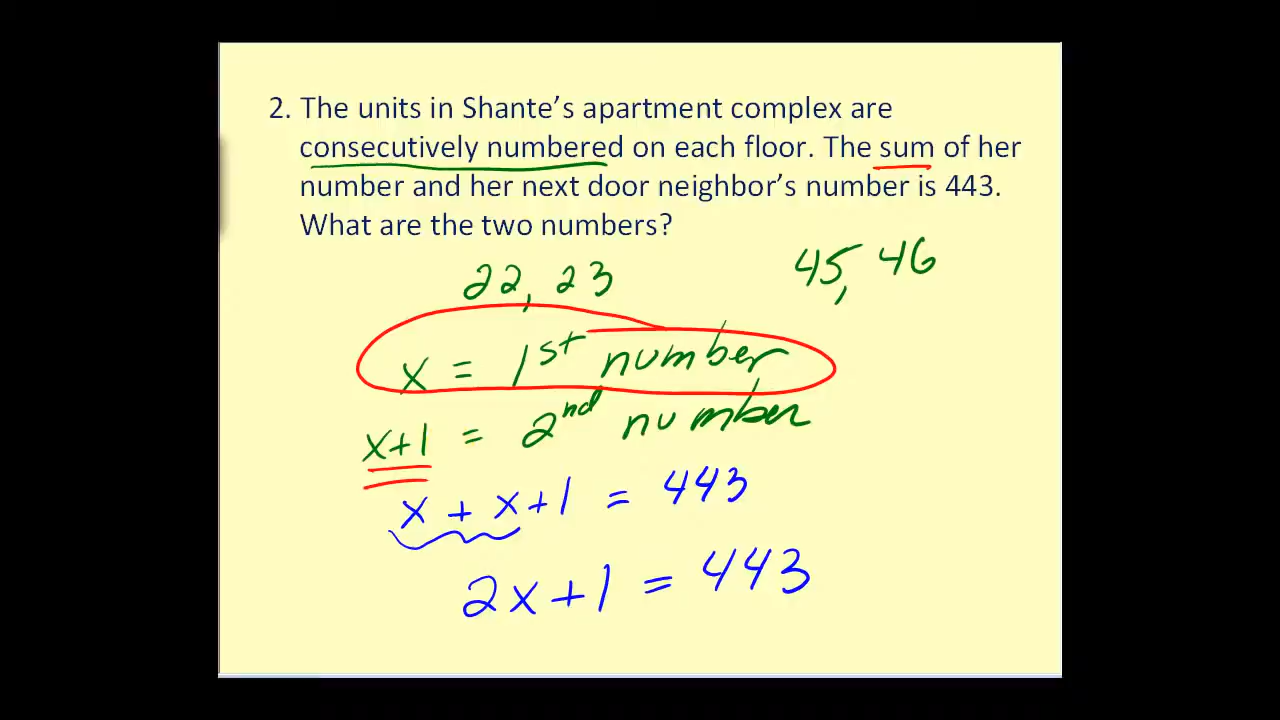 2. The units in Shante's apartment complex are
consecutively numbered on each floor. The sum of her
number and her next door neighbor's number is 443.
What are the two numbers?
22, 23
45, 46
x = 1st number
x+1 = 2nd number
x + x+1 = 443
2x+1 = 443